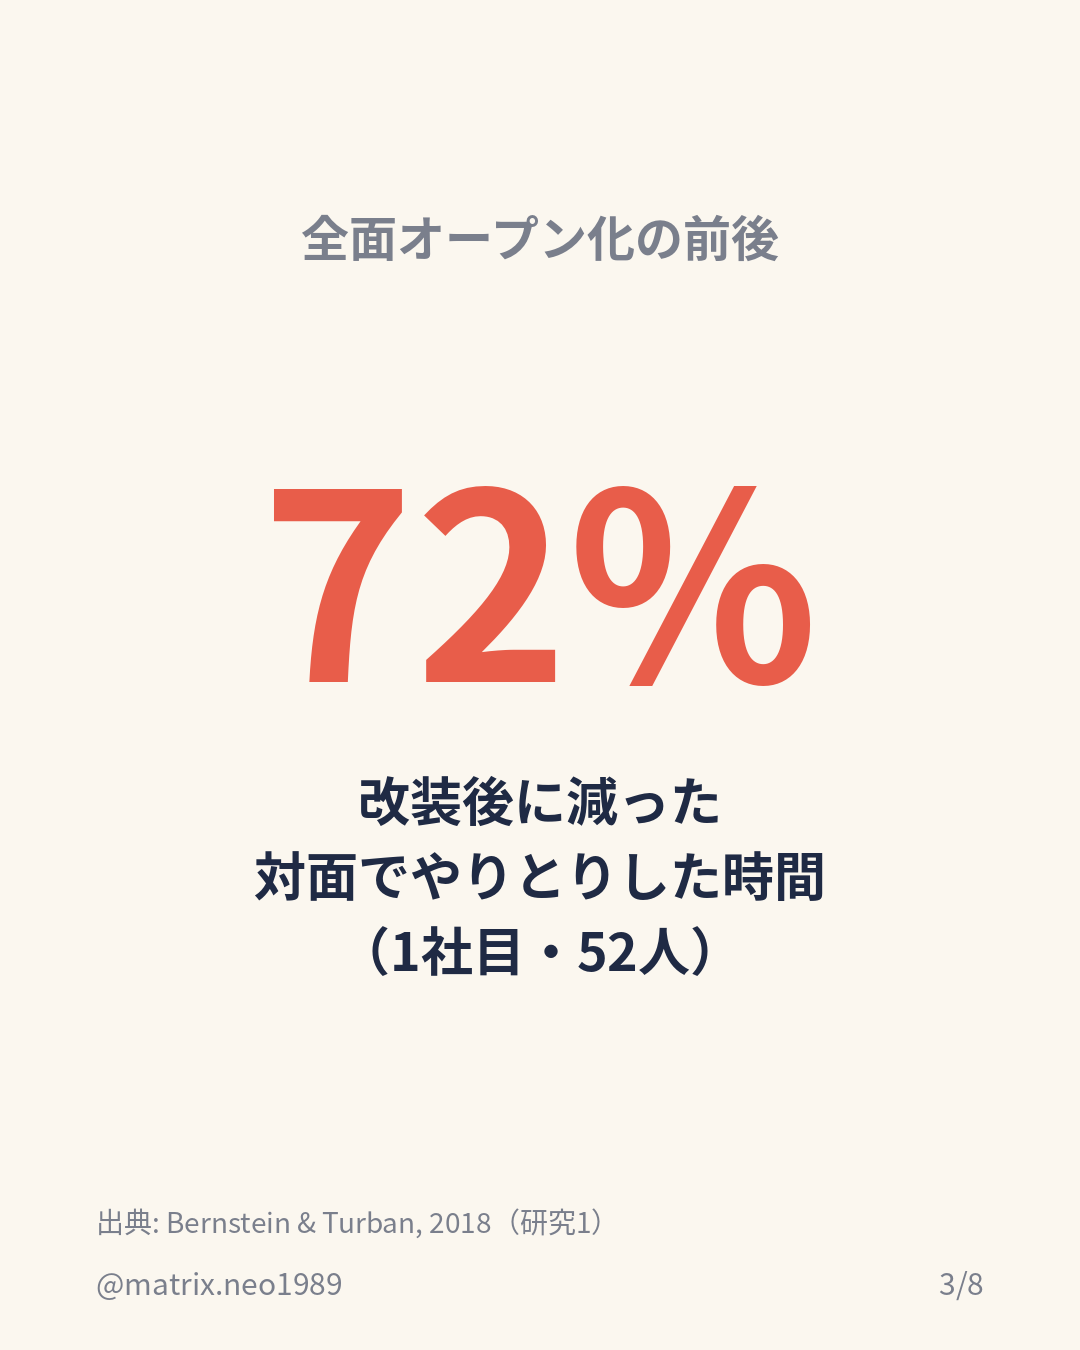 全面オープン化の前後
72%
改装後に減った
対面でやりとりした時間
（1社目・52人）
出典: Bernstein & Turban, 2018（研究1）
@matrix.neo1989
3/8